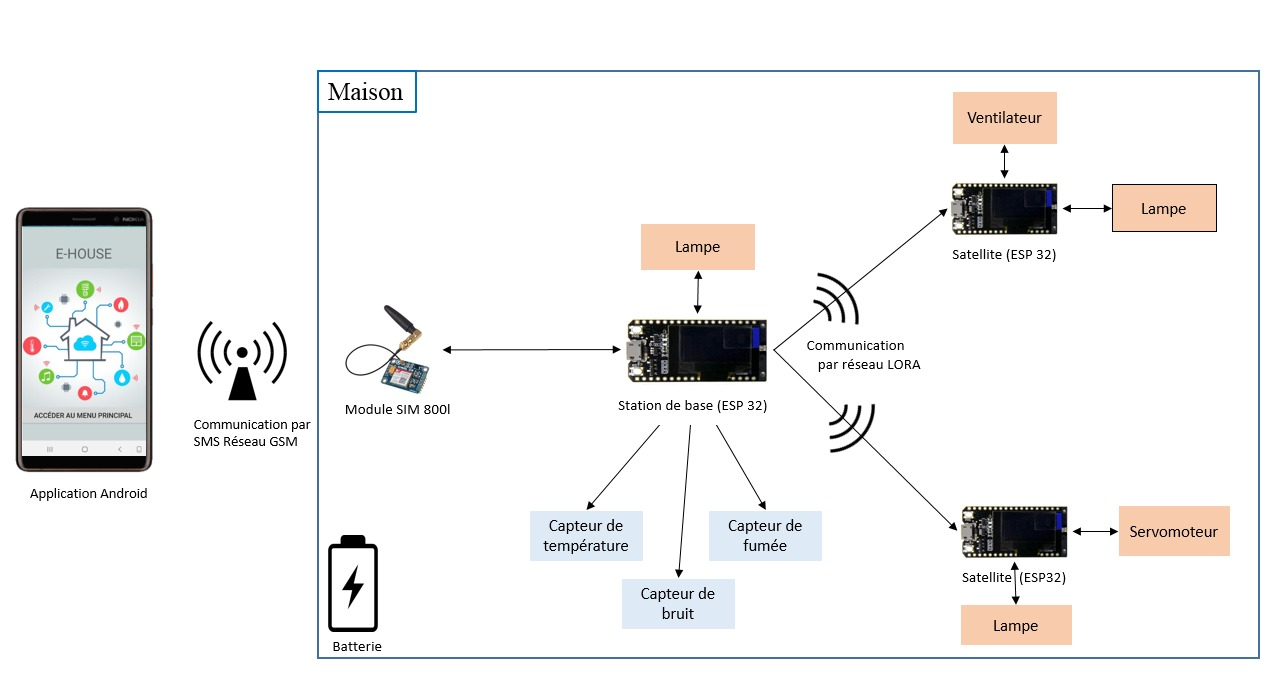 Maison
NOKIA
E-HOUSE
ACCÉDER AU MENU PRINCIPAL
Application Android
Communication par
SMS Réseau GSM
Module SIM 800l
Batterie
Lampe
Station de base (ESP 32)
Capteur de
température
Capteur de
bruit
Capteur de
fumée
Communication
par réseau LORA
Ventilateur
Lampe
Satellite (ESP 32)
Servomoteur
Satellite (ESP32)
Lampe